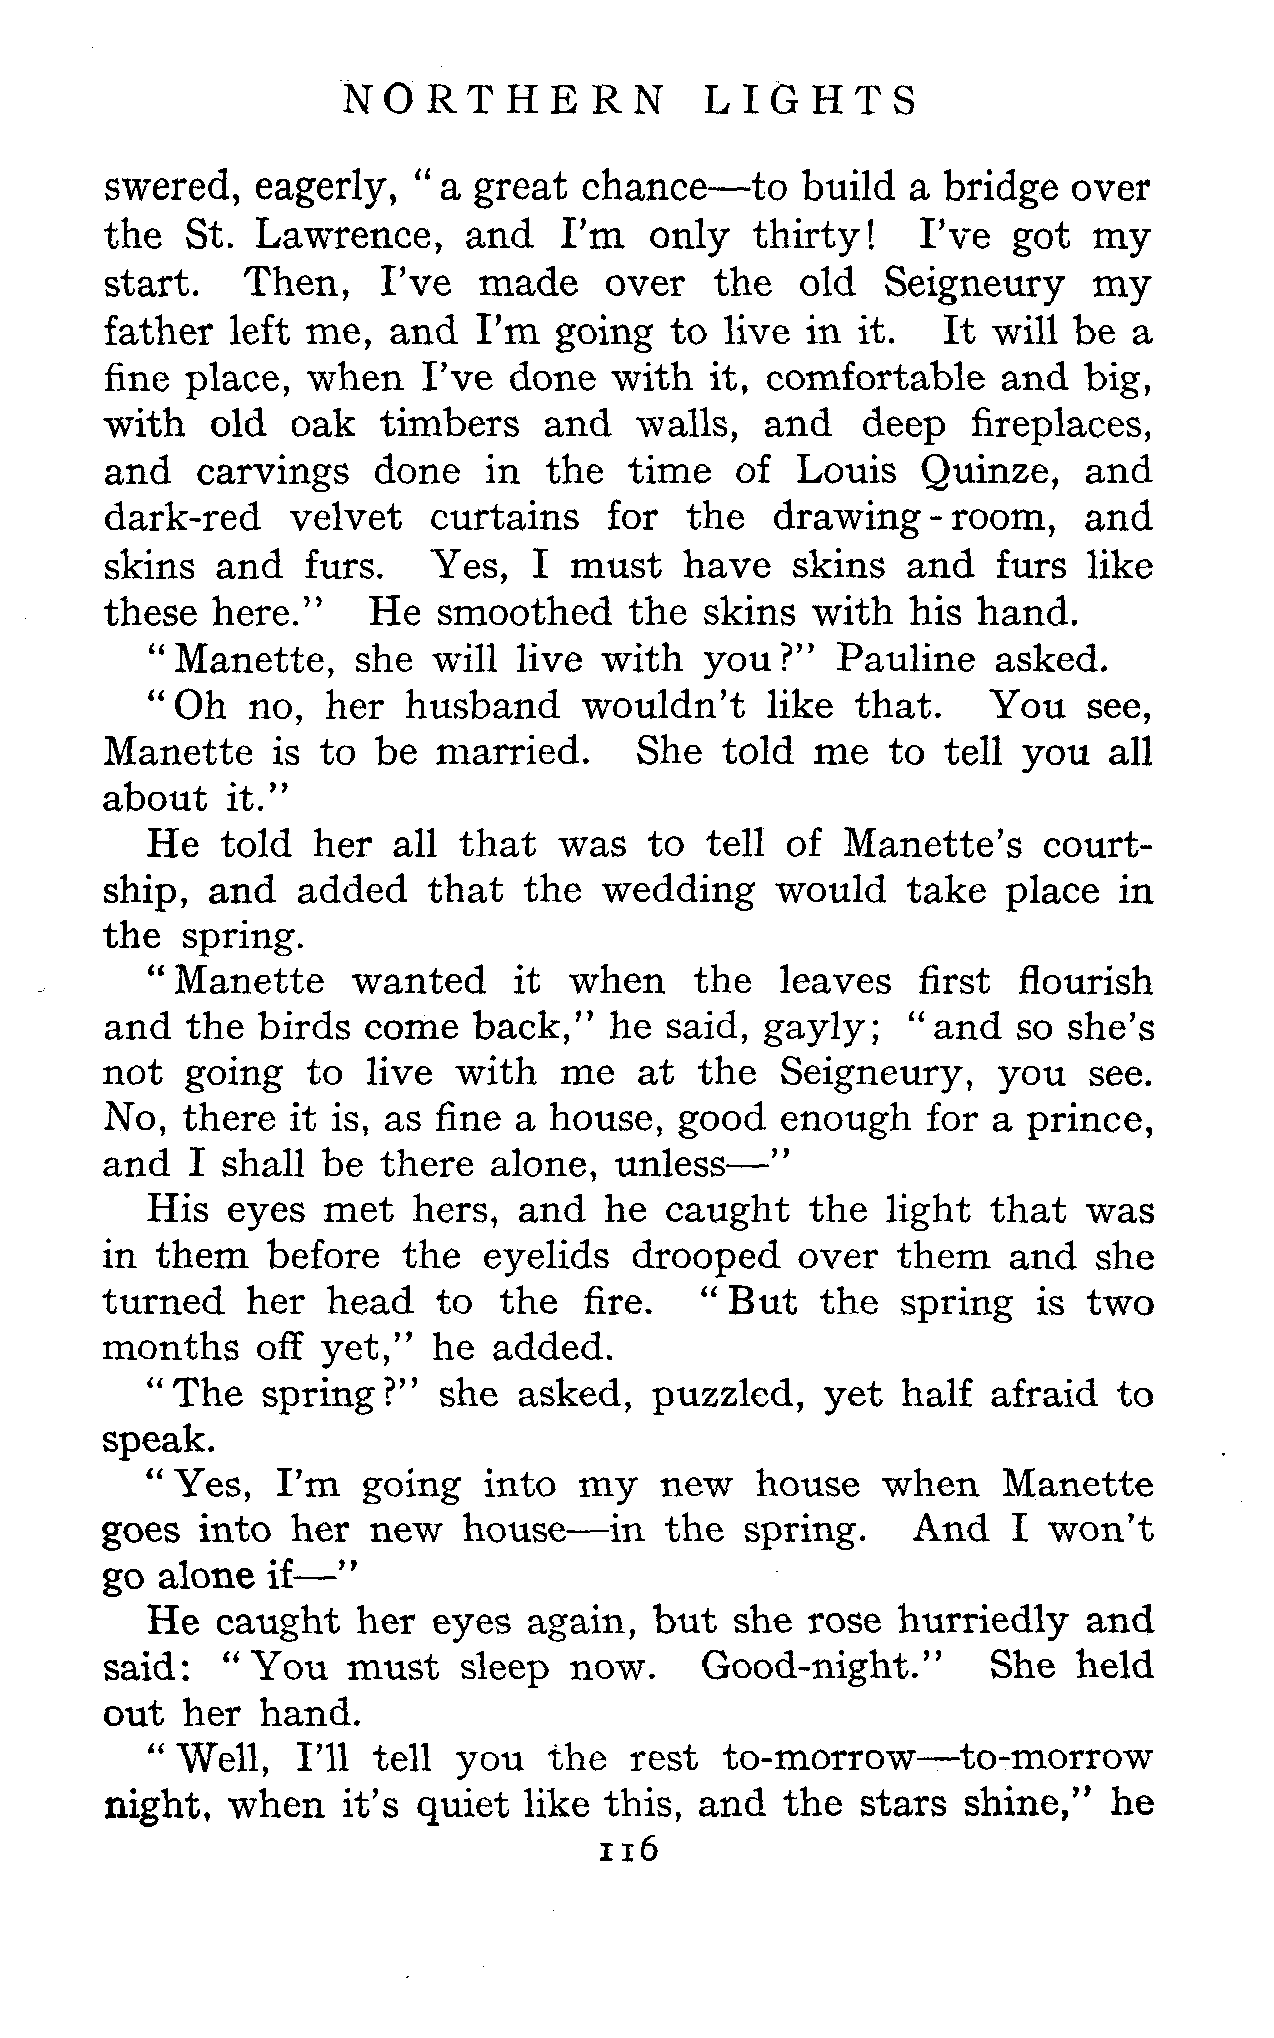 NORTHERN LIGHTS
swered, eagerly, "a great chance—to build a bridge over
the St. Lawrence, and I'm only thirty! I've got my
start. Then, I've made over the old Seigneury my
father left me, and I'm going to live in it. It will be a
fine place, when I've done with it, comfortable and big,
with old oak timbers and walls, and deep fireplaces,
and carvings done in the time of Louis Quinze, and
dark-red velvet curtains for the drawing-room, and
skins and furs. Yes, I must have skins and furs like
these here." He smoothed the skins with his hand.
"Manette, she will live with you?" Pauline asked.
"Oh no, her husband wouldn't like that. You see,
Manette is to be married. She told me to tell you all
about it."
He told her all that was to tell of Manette's court-
ship, and added that the wedding would take place in
the spring.
"Manette wanted it when the leaves first flourish
and the birds come back," he said, gayly; "and so she's
not going to live with me at the Seigneury, you see.
No, there it is, as fine a house, good enough for a prince,
and I shall be there alone, unless—"
His eyes met hers, and he caught the light that was
in them before the eyelids drooped over them and she
turned her head to the fire. "But the spring is two
months off yet," he added.
"The spring?" she asked, puzzled, yet half afraid to
speak.
"Yes, I'm going into my new house when Manette
goes into her new house—in the spring. And I won't
go alone if—"
He caught her eyes again, but she rose hurriedly and
said: "You must sleep now. Good-night." She held
out her hand.
"Well, I'll tell you the rest to-morrow—to-morrow
night, when it's quiet like this, and the stars shine," he
116